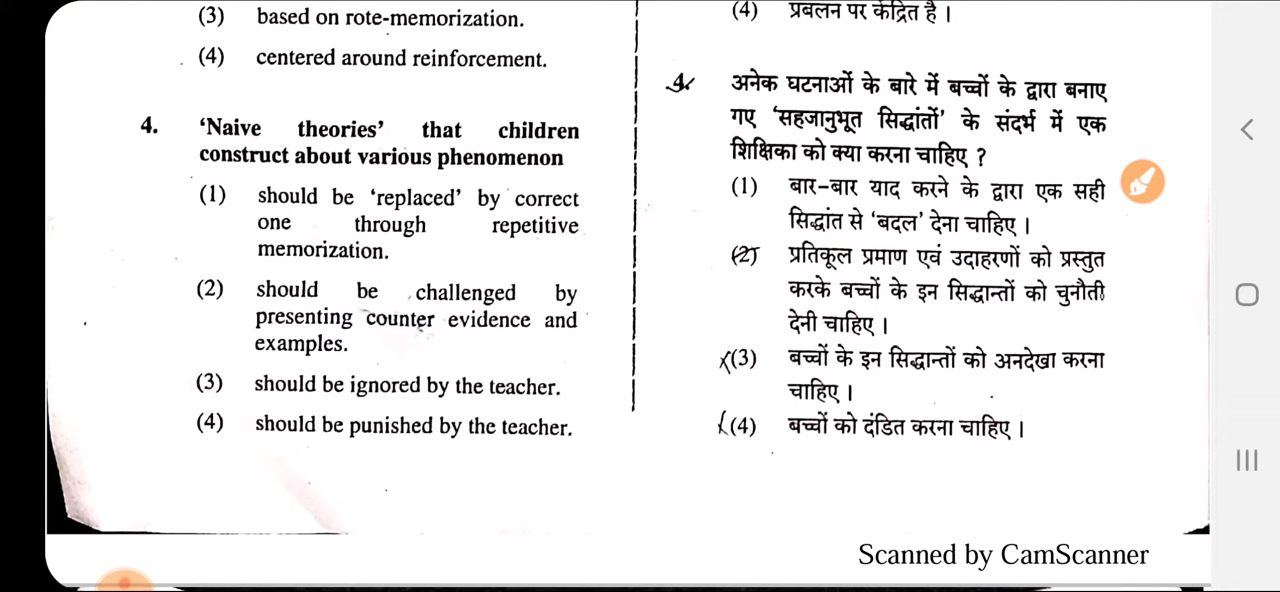 (3) based on rote-memorization.
(4) centered around reinforcement.
4. ‘Naive theories’ that children
construct about various phenomenon
(1) should be ‘replaced’ by correct
one through repetitive
memorization.
(2) should be challenged by
presenting counter evidence and
examples.
(3) should be ignored by the teacher.
(4) should be punished by the teacher.
(4) प्रबलन पर केंद्रित है ।
4. अनेक घटनाओं के बारे में बच्चों के द्वारा बनाए
गए ‘सहजानुभूत सिद्धांतों’ के संदर्भ में एक
शिक्षिका को क्या करना चाहिए ?
(1) बार-बार याद करने के द्वारा एक सही
सिद्धांत से ‘बदल’ देना चाहिए ।
(2) प्रतिकूल प्रमाण एवं उदाहरणों को प्रस्तुत
करके बच्चों के इन सिद्धान्तों को चुनौती
देनी चाहिए ।
(3) बच्चों के इन सिद्धान्तों को अनदेखा करना
चाहिए ।
(4) बच्चों को दंडित करना चाहिए ।
Scanned by CamScanner